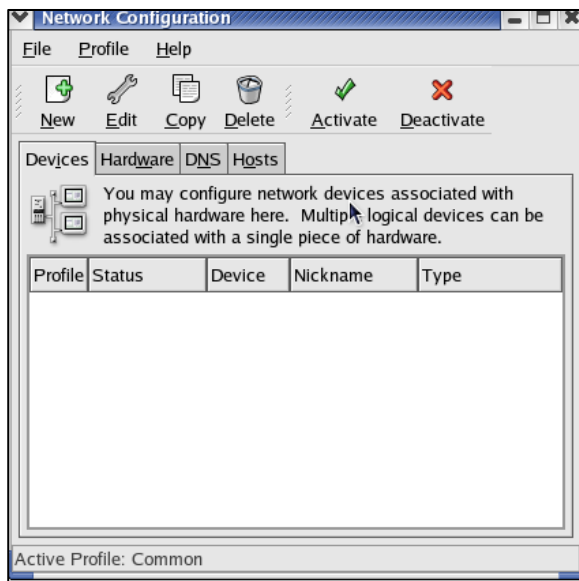 Network Configuration
File Profile Help
New Edit Copy Delete Activate Deactivate
Devices Hardware DNS Hosts
You may configure network devices associated with
physical hardware here. Multiple logical devices can be
associated with a single piece of hardware.
Profile Status Device Nickname Type
Active Profile: Common